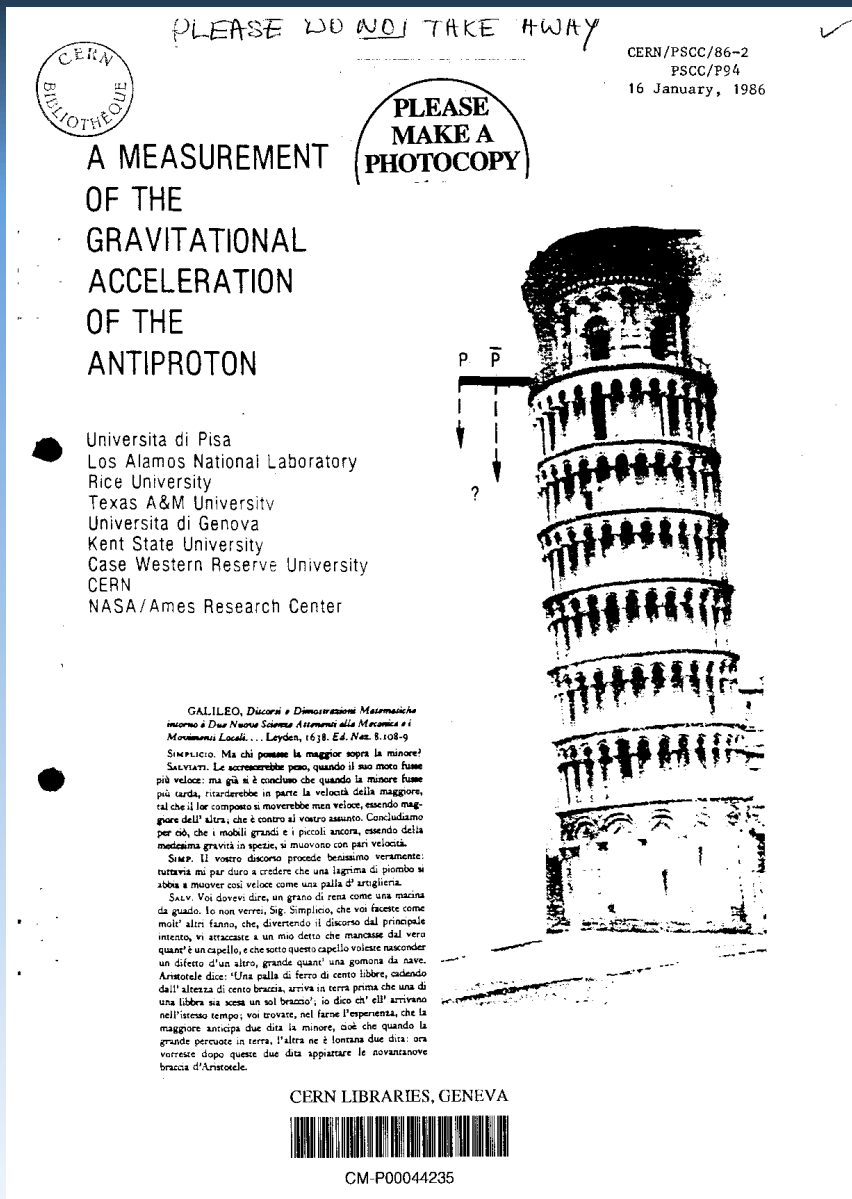 PLEASE DO NOT TAKE AWAY
CERN
BIBLIOTHÈQUE
CERN/PSCC/86-2
PSCC/P94
16 January, 1986
PLEASE
MAKE A
PHOTOCOPY
A MEASUREMENT
OF THE
GRAVITATIONAL
ACCELERATION
OF THE
ANTIPROTON
P P̅
?
Universita di Pisa
Los Alamos National Laboratory
Rice University
Texas A&M University
Universita di Genova
Kent State University
Case Western Reserve University
CERN
NASA/Ames Research Center
GALILEO, Discorsi e Dimostrazioni Matematiche
intorno à Due Nuove Scienze Attenenti alla Mecanica e i
Movimenti Locali. . . . Leyden, 1638. Ed. Naz. 8.108-9
SIMPLICIO. Ma chi posasse la maggior sopra la minore?
SALVIATI. Le accrescerebbe peso, quando il suo moto fusse
più veloce: ma già si è concluso che quando la minore fusse
più tarda, ritarderebbe in parte la velocità della maggiore,
tal che il lor composto si moverebbe men veloce, essendo mag-
giore dell' altra; che è contro al vostro assunto. Concludiamo
per ciò, che i mobili grandi e i piccoli ancora, essendo della
medesima gravità in spezie, si muovono con pari velocità.
SIMP. Il vostro discorso procede benissimo veramente:
tuttavia mi par duro a credere che una lagrima di piombo si
abbia a muover così veloce come una palla d' artiglieria.
SALV. Voi dovevi dire, un grano di rena come una macina
da guado. Io non verrei, Sig. Simplicio, che voi faceste come
molt' altri fanno, che, divertendo il discorso dal principale
intento, vi attaccaste a un mio detto che mancasse dal vero
quant' è un capello, e che sotto questo capello voleste nasconder
un difetto d'un altro, grande quant' una gomona da nave.
Aristotele dice: 'Una palla di ferro di cento libbre, cadendo
dall' altezza di cento braccia, arriva in terra prima che una di
una libbra sia scesa un sol braccio'; io dico ch' ell' arrivano
nell'istesso tempo; voi trovate, nel farne l'esperienza, che la
maggiore anticipa due dita la minore, cioè che quando la
grande percuote in terra, l'altra ne è lontana due dita: ora
vorreste dopo queste due dita appiattare le novantanove
braccia d'Aristotele.
CERN LIBRARIES, GENEVA
CM-P00044235